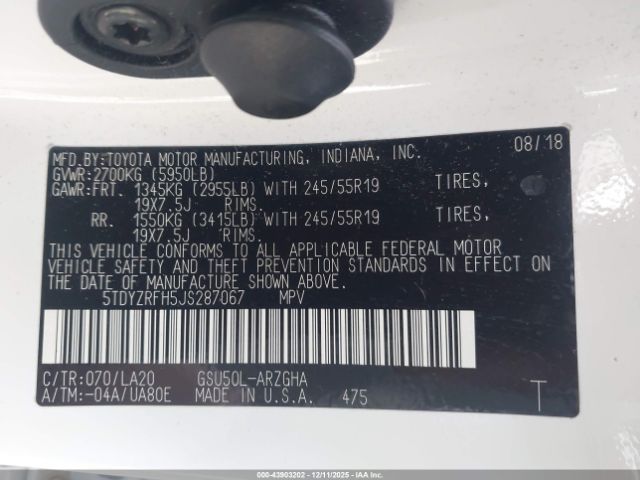 MFD.BY:TOYOTA MOTOR MANUFACTURING, INDIANA, INC. 08/18
GVWR:2700KG (5950LB)
GAWR:FRT. 1345KG (2955LB) WITH 245/55R19 TIRES,
19X7.5J RIMS.
RR. 1550KG (3415LB) WITH 245/55R19 TIRES,
19X7.5J RIMS.
THIS VEHICLE CONFORMS TO ALL APPLICABLE FEDERAL MOTOR
VEHICLE SAFETY AND THEFT PREVENTION STANDARDS IN EFFECT ON
THE DATE OF MANUFACTURE SHOWN ABOVE.
5TDYZRFH5JS287067 MPV
C/TR:070/LA20 GSU50L-ARZGHA
A/TM:-04A/UA80E MADE IN U.S.A. 475 T
000-43903202 - 12/11/2025 - IAAI.COM